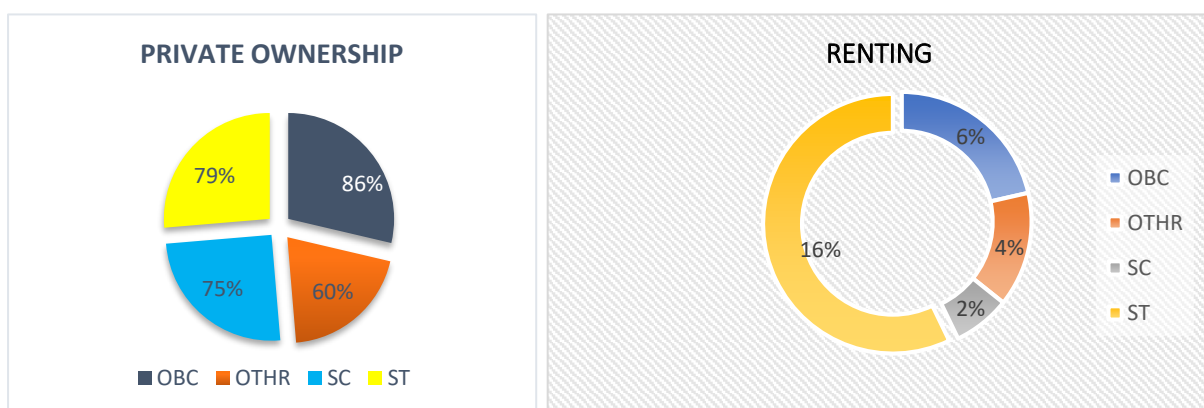 PRIVATE OWNERSHIP
79%
86%
75%
60%
OBC OTHR SC ST
RENTING
6%
16%
4%
2%
OBC
OTHR
SC
ST